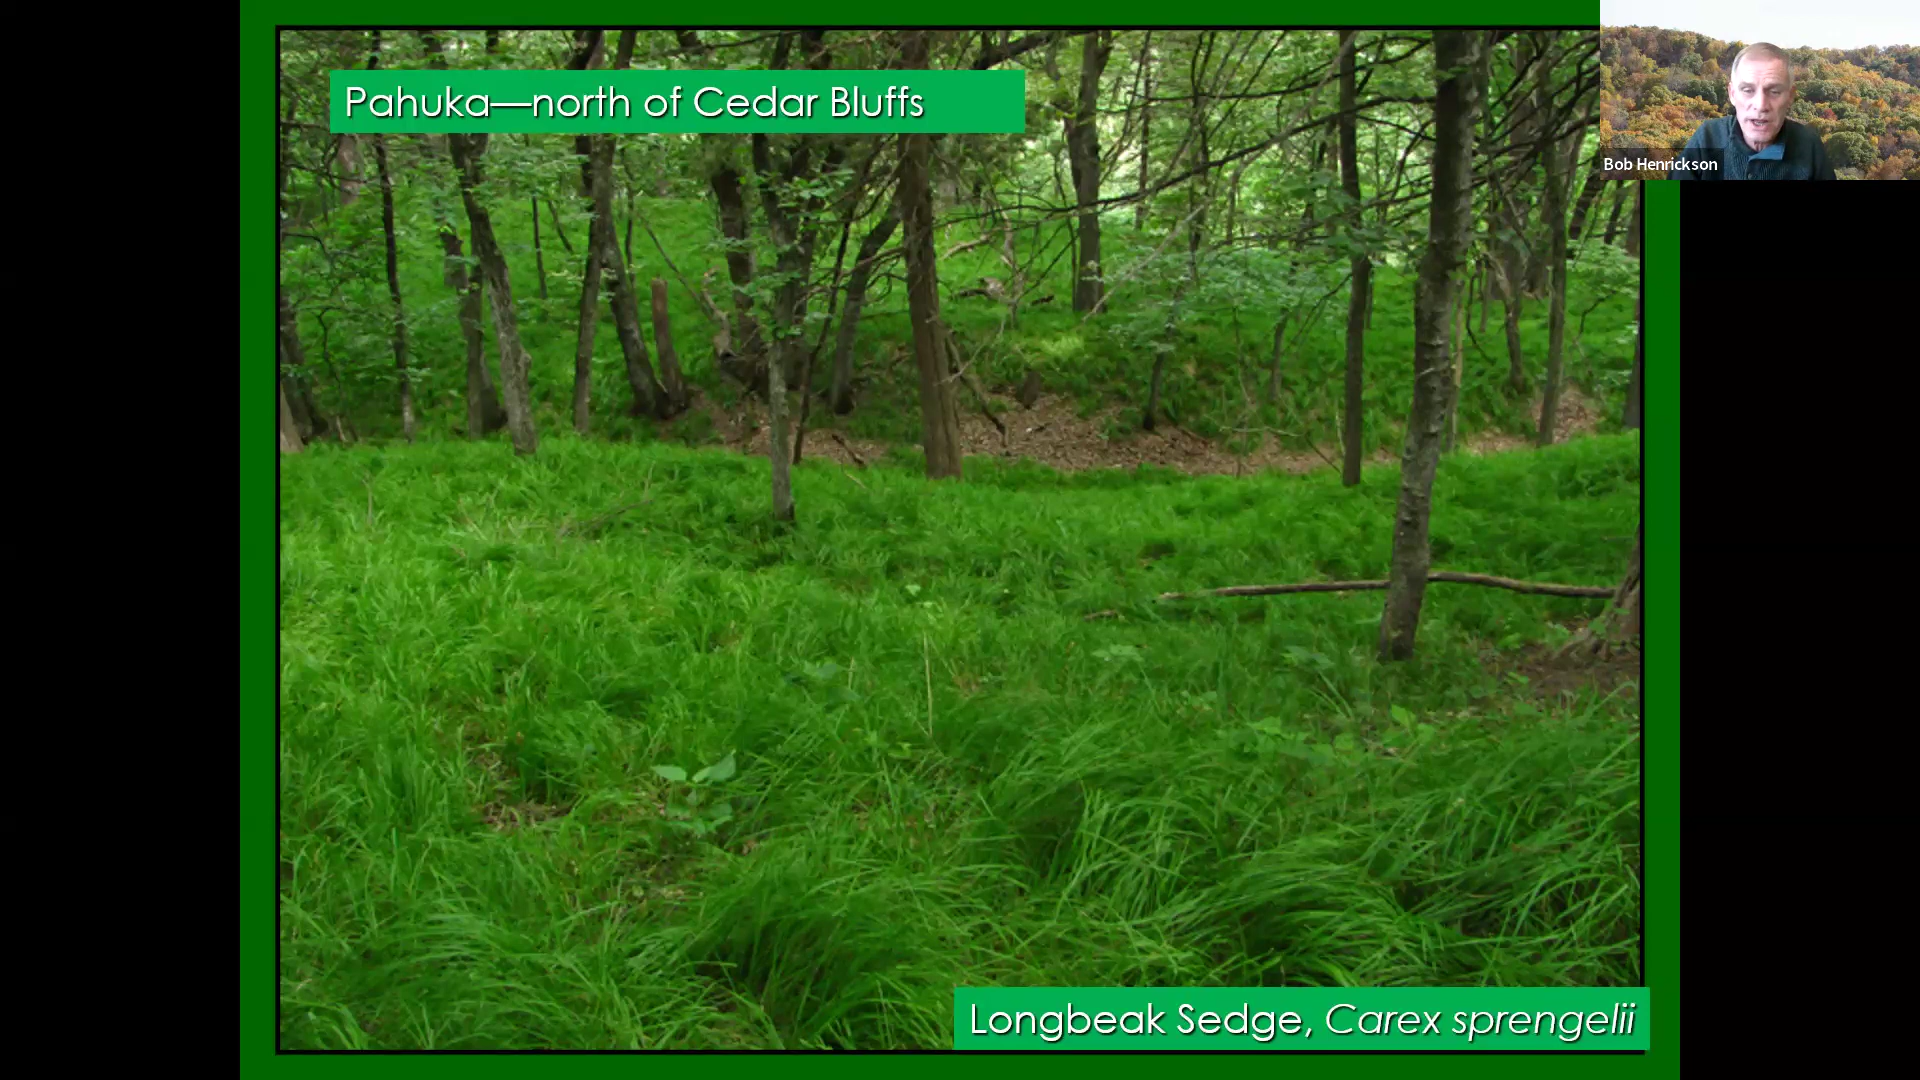 Pahuka—north of Cedar Bluffs
Bob Henrickson
Longbeak Sedge, Carex sprengelii